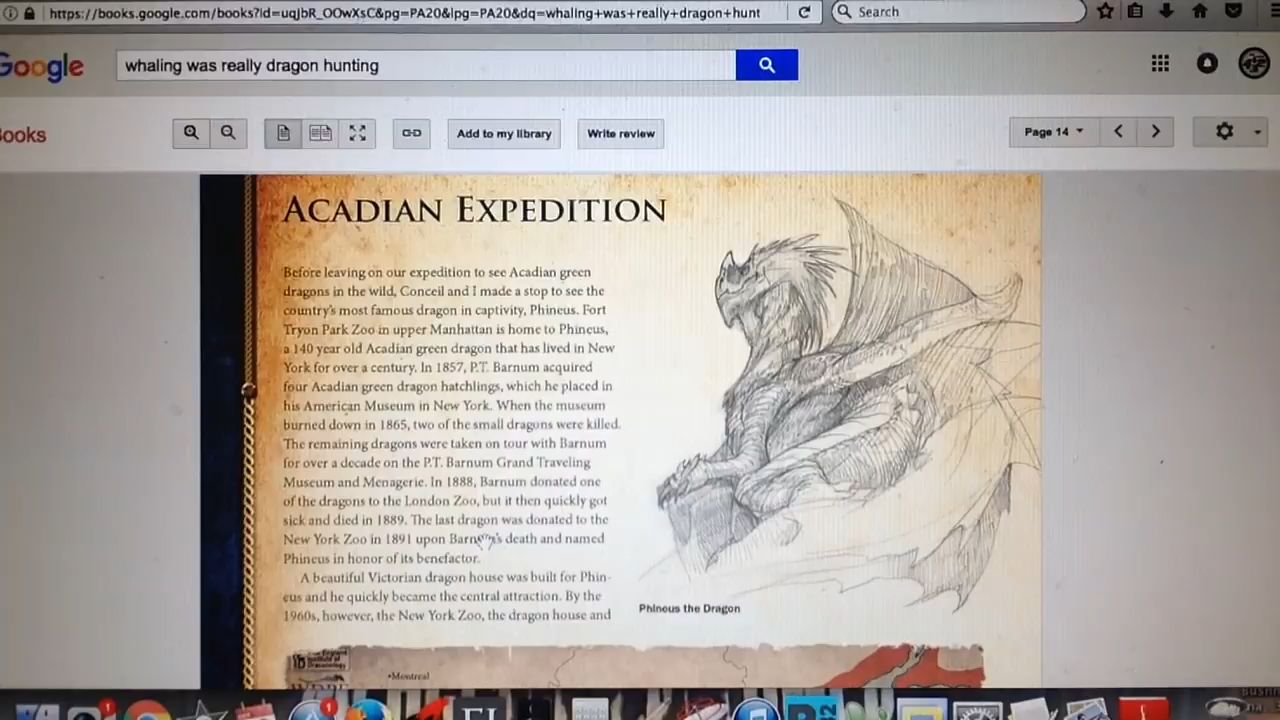 https://books.google.com/books?id=uqJbR_OOwXsC&pg=PA20&lpg=PA20&dq=whaling+was+really+dragon+hunt
Search
Google
whaling was really dragon hunting
Books
Add to my library
Write review
Page 14
ACADIAN EXPEDITION
Before leaving on our expedition to see Acadian green
dragons in the wild, Conceil and I made a stop to see the
country's most famous dragon in captivity, Phineus. Fort
Tryon Park Zoo in upper Manhattan is home to Phineus,
a 140 year old Acadian green dragon that has lived in New
York for over a century. In 1857, P.T. Barnum acquired
four Acadian green dragon hatchlings, which he placed in
his American Museum in New York. When the museum
burned down in 1865, two of the small dragons were killed.
The remaining dragons were taken on tour with Barnum
for over a decade on the P.T. Barnum Grand Traveling
Museum and Menagerie. In 1888, Barnum donated one
of the dragons to the London Zoo, but it then quickly got
sick and died in 1889. The last dragon was donated to the
New York Zoo in 1891 upon Barnum's death and named
Phineus in honor of its benefactor.
A beautiful Victorian dragon house was built for Phin-
eus and he quickly became the central attraction. By the
1960s, however, the New York Zoo, the dragon house and
Phineus the Dragon
•Montreal